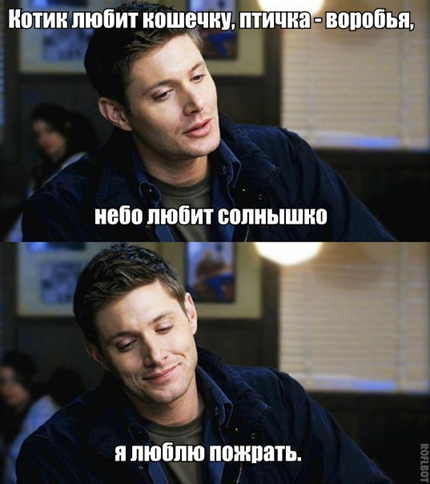 Котик любит кошечку, птичка - воробья,
небо любит солнышко
я люблю пожрать.
ROFLBOT